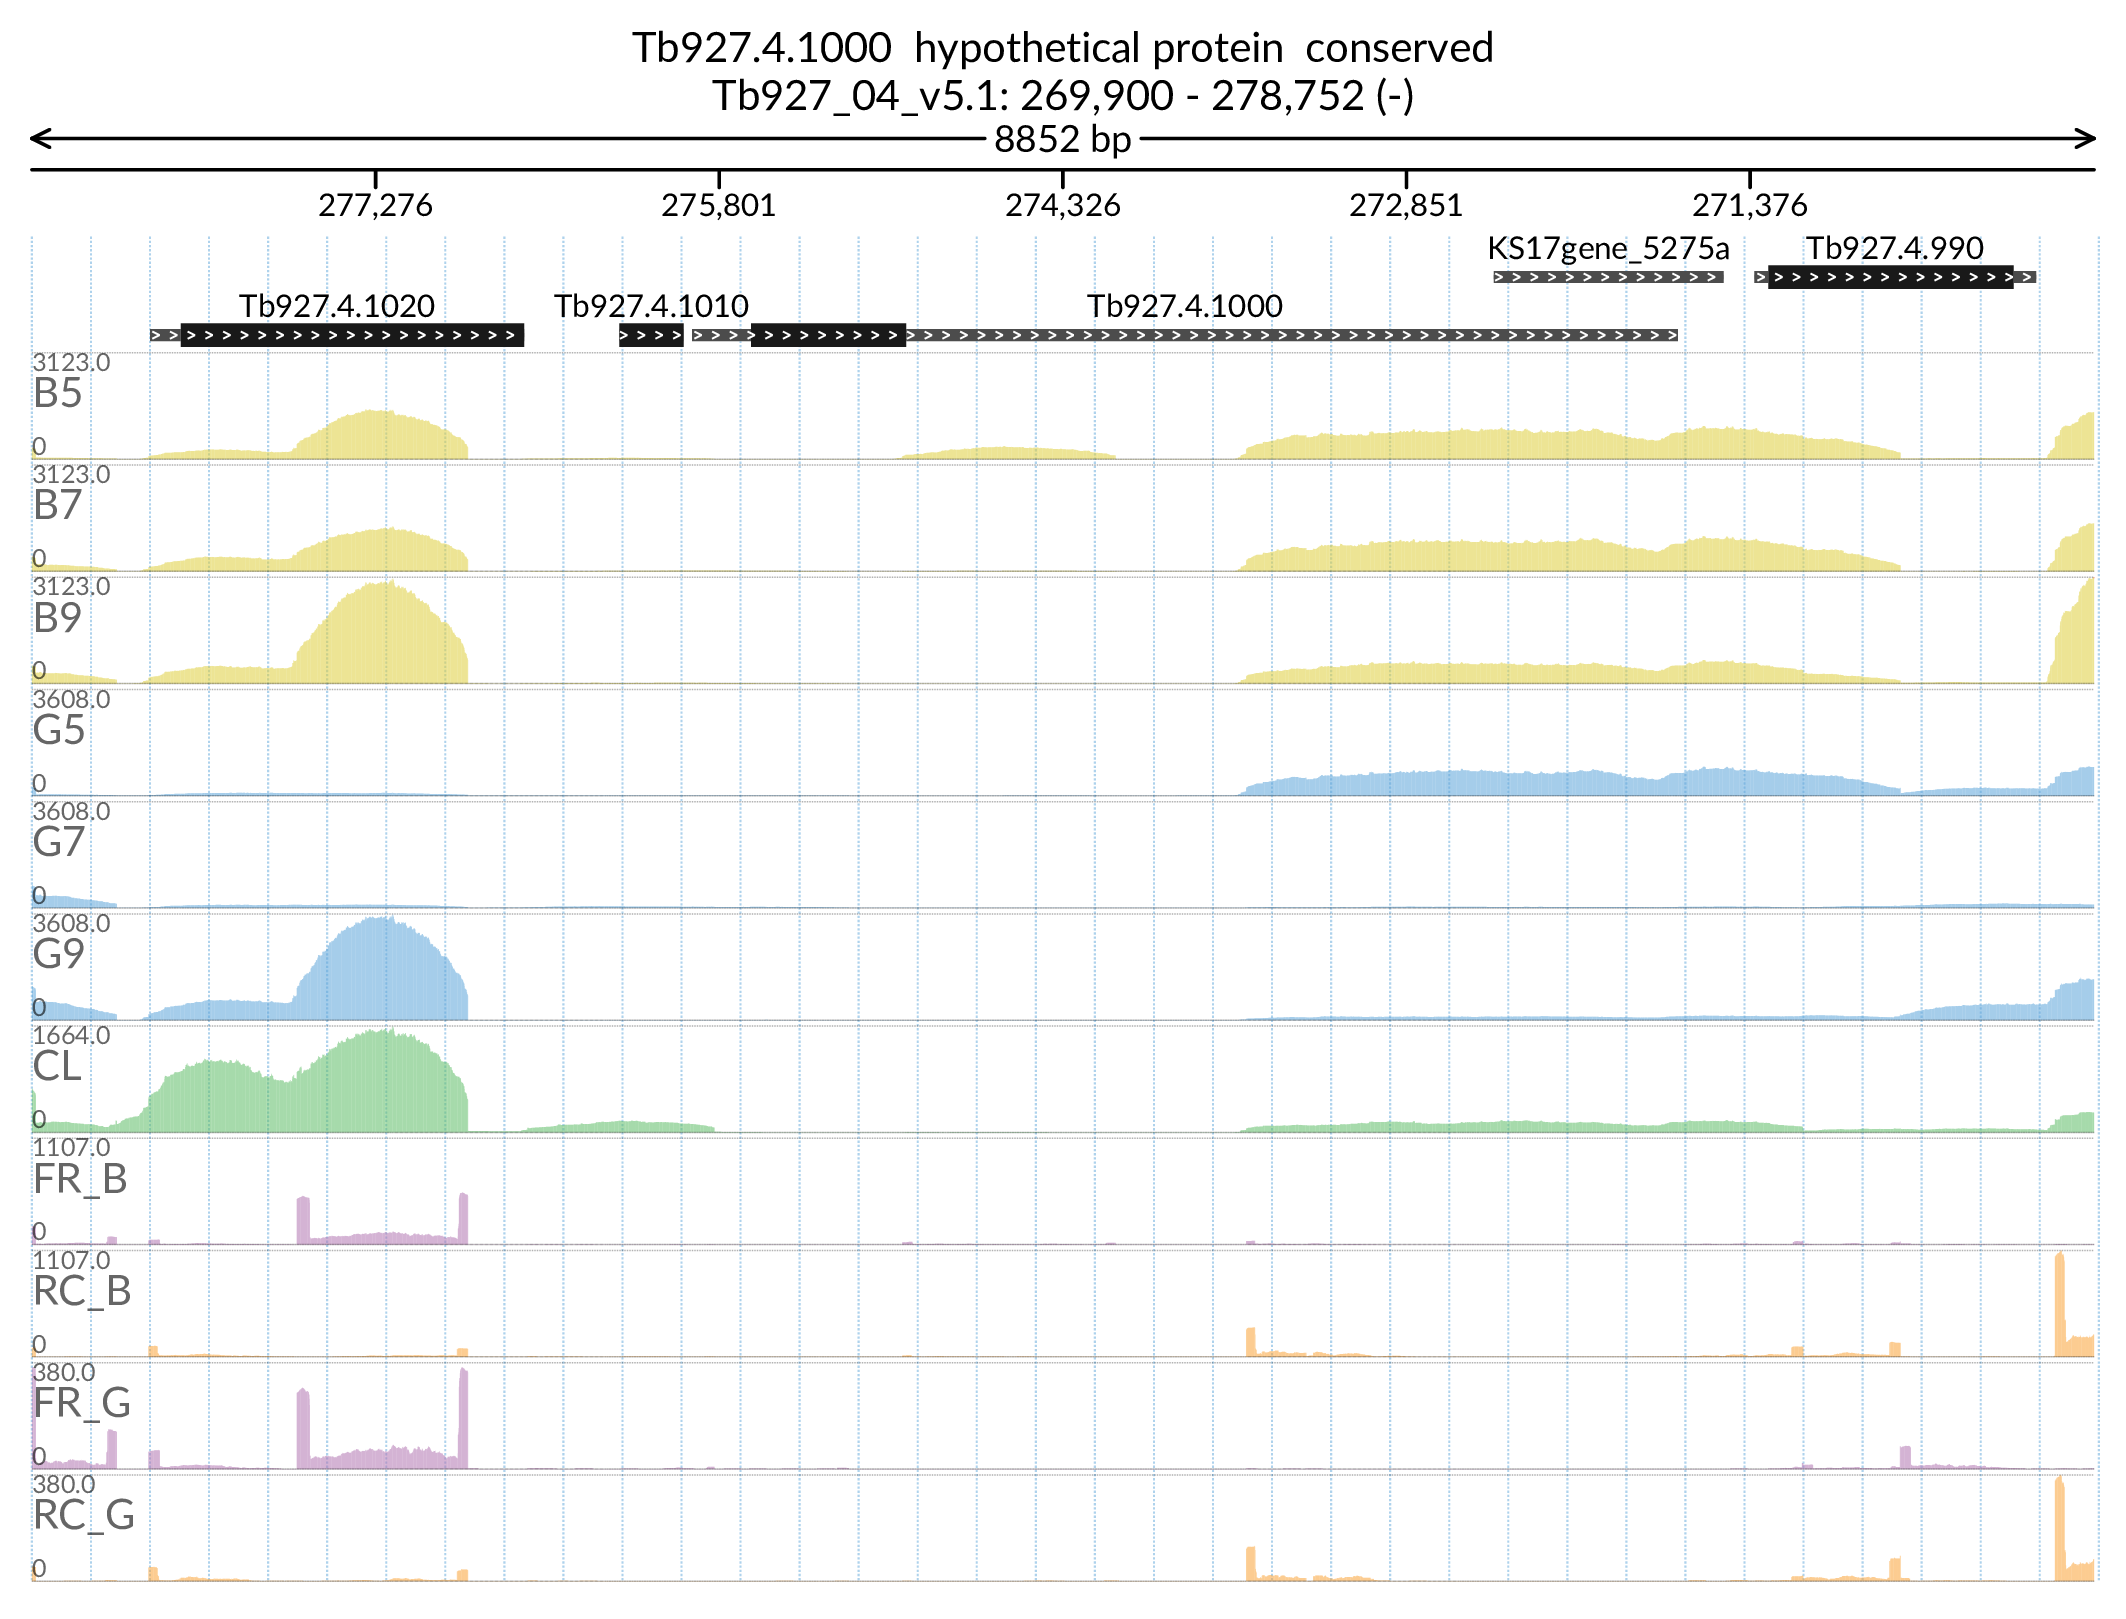 Tb927.4.1000 hypothetical protein conserved
Tb927_04_v5.1: 269,900 - 278,752 (-)
8852 bp
277,276 275,801 274,326 272,851 271,376
KS17gene_5275a Tb927.4.990
Tb927.4.1020 Tb927.4.1010 Tb927.4.1000
3123.0
B5
0
3123.0
B7
0
3123.0
B9
0
3608.0
G5
0
3608.0
G7
0
3608.0
G9
0
1664.0
CL
0
1107.0
FR_B
0
1107.0
RC_B
0
380.0
FR_G
0
380.0
RC_G
0